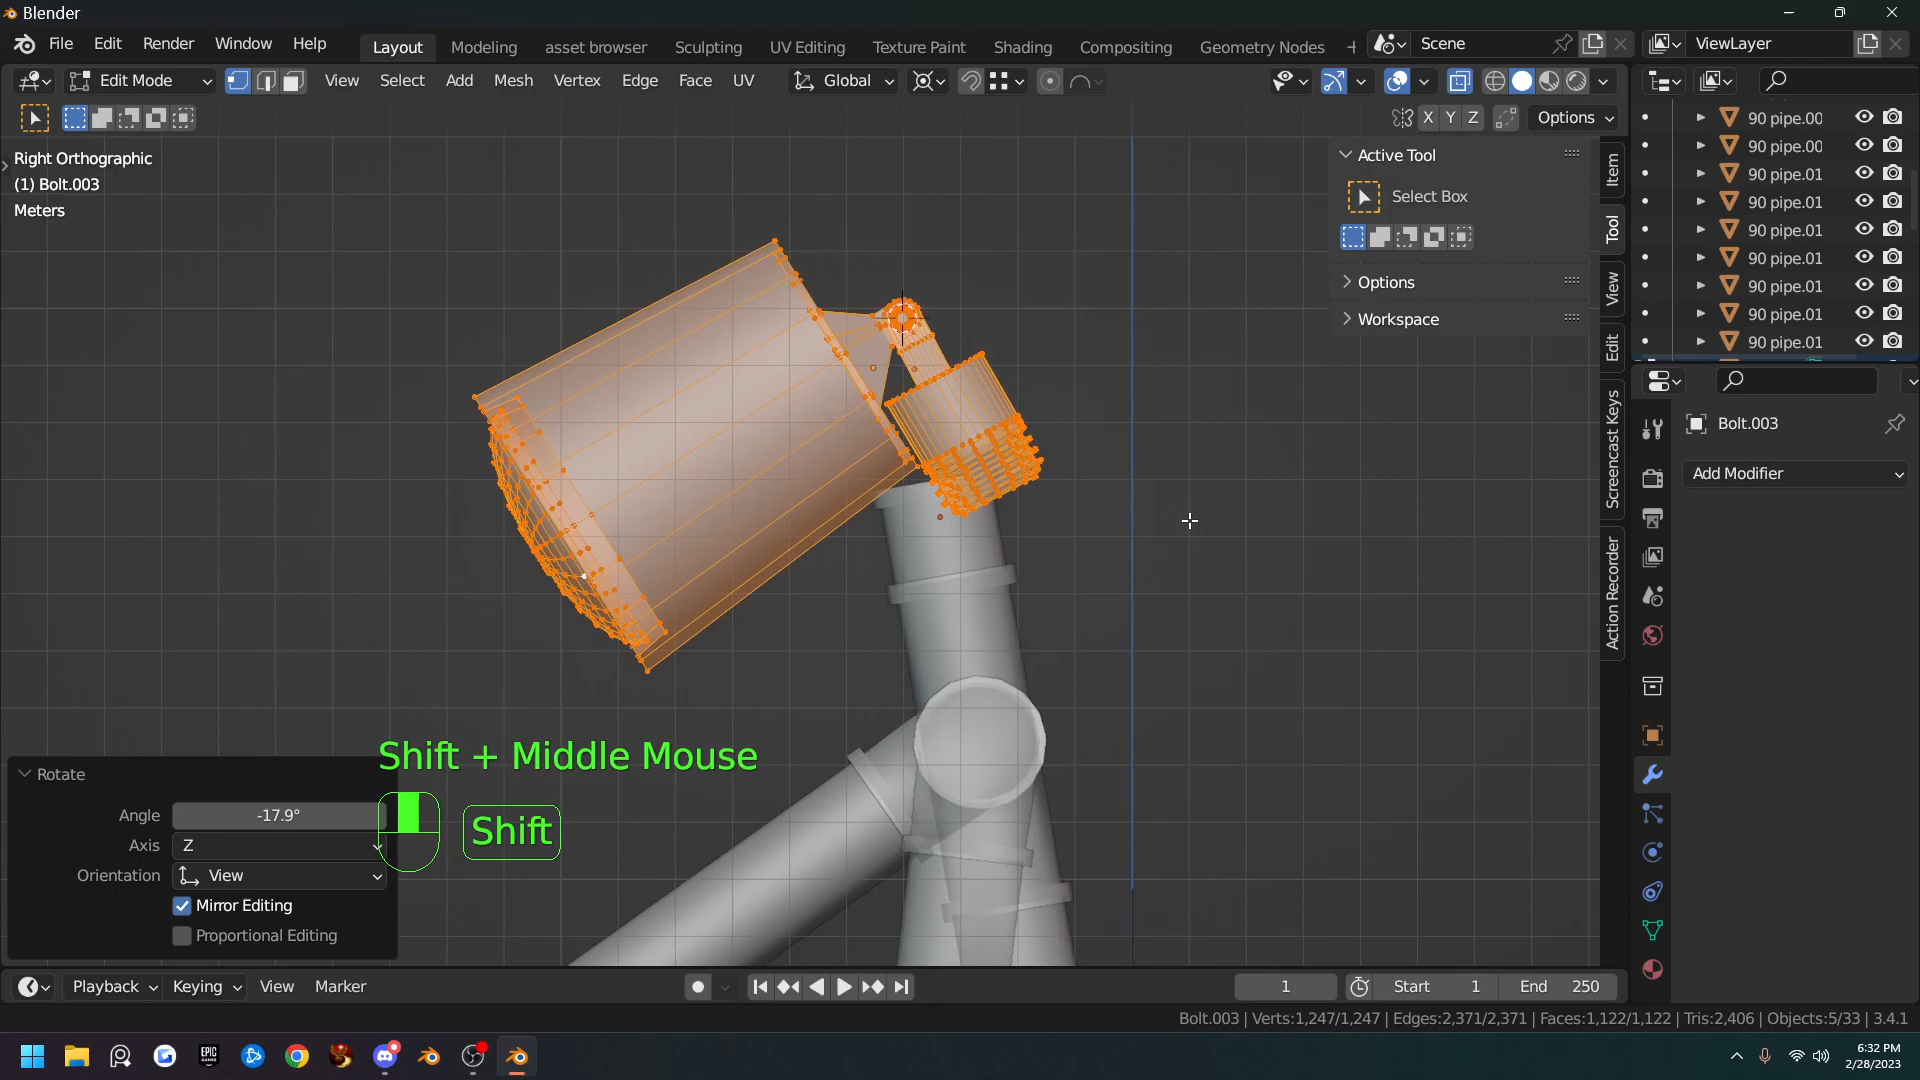 Blender
File Edit Render Window Help
Layout Modeling asset browser Sculpting UV Editing Texture Paint Shading Compositing Geometry Nodes
Scene
ViewLayer
Edit Mode
View Select Add Mesh Vertex Edge Face UV
Global
X Y Z
Options
Right Orthographic
(1) Bolt.003
Meters
Active Tool
Select Box
Options
Workspace
Item
Tool
View
Edit
Screencast Keys
Action Recorder
90 pipe.00
90 pipe.00
90 pipe.01
90 pipe.01
90 pipe.01
90 pipe.01
90 pipe.01
90 pipe.01
90 pipe.01
Bolt.003
Add Modifier
Shift + Middle Mouse
Shift
Rotate
Angle -17.9°
Axis Z
Orientation View
Mirror Editing
Proportional Editing
Playback Keying View Marker
1
Start 1
End 250
Bolt.003 | Verts:1,247/1,247 | Edges:2,371/2,371 | Faces:1,122/1,122 | Tris:2,406 | Objects:5/33 | 3.4.1
EPIC
GAMES
6:32 PM
2/28/2023